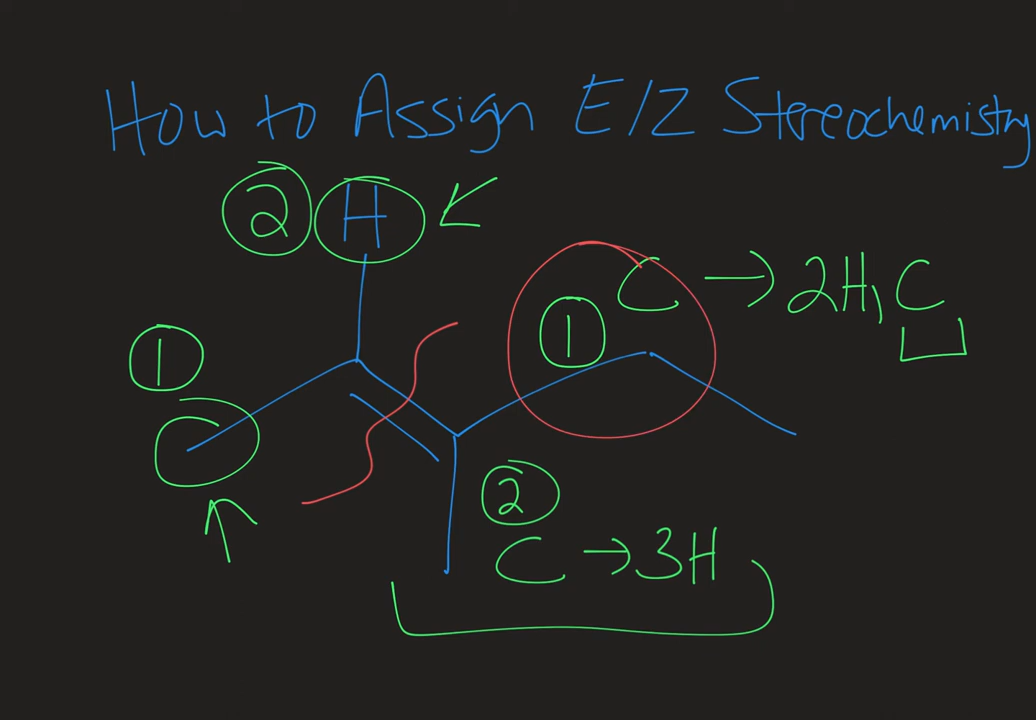 How to Assign E/Z Stereochemistry
2 H
C → 2H, C
1
1
2
C → 3H